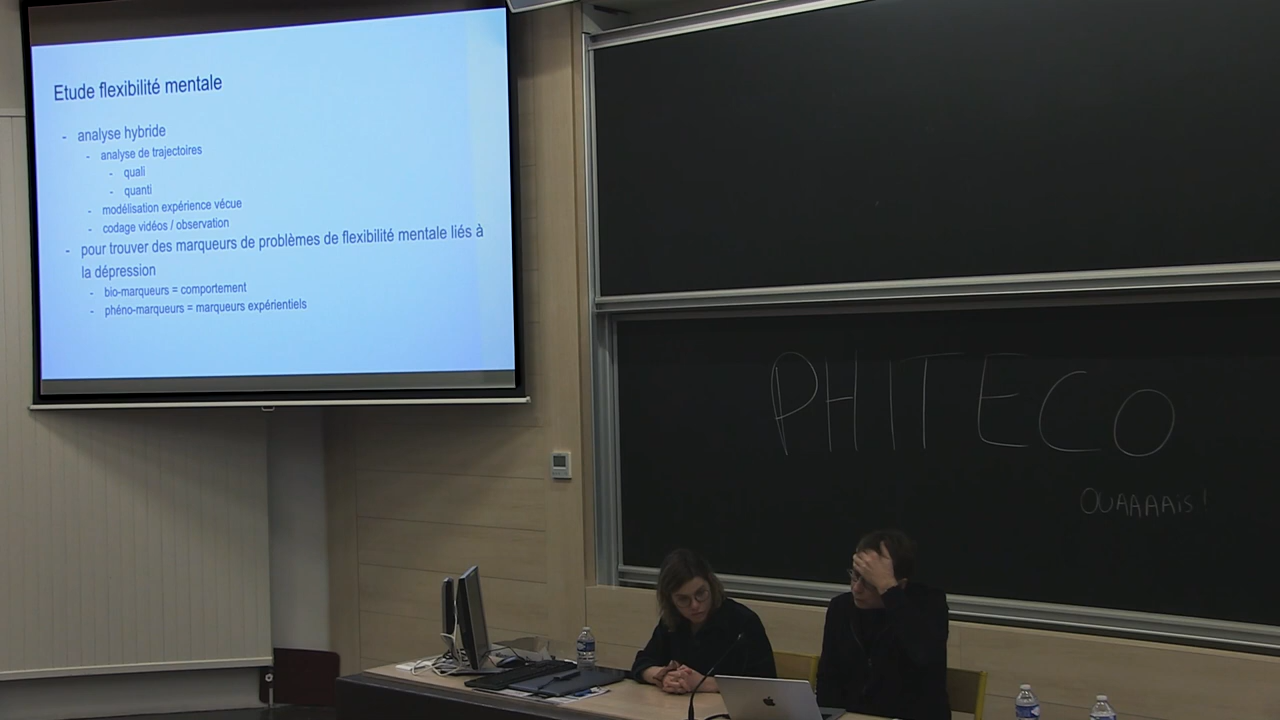 Etude flexibilité mentale
- analyse hybride
- analyse de trajectoires
- quali
- quanti
- modélisation expérience vécue
- codage vidéos / observation
- pour trouver des marqueurs de problèmes de flexibilité mentale liés à
la dépression
- bio-marqueurs = comportement
- phéno-marqueurs = marqueurs expérientiels
PHITECO
OUAAAAiS !